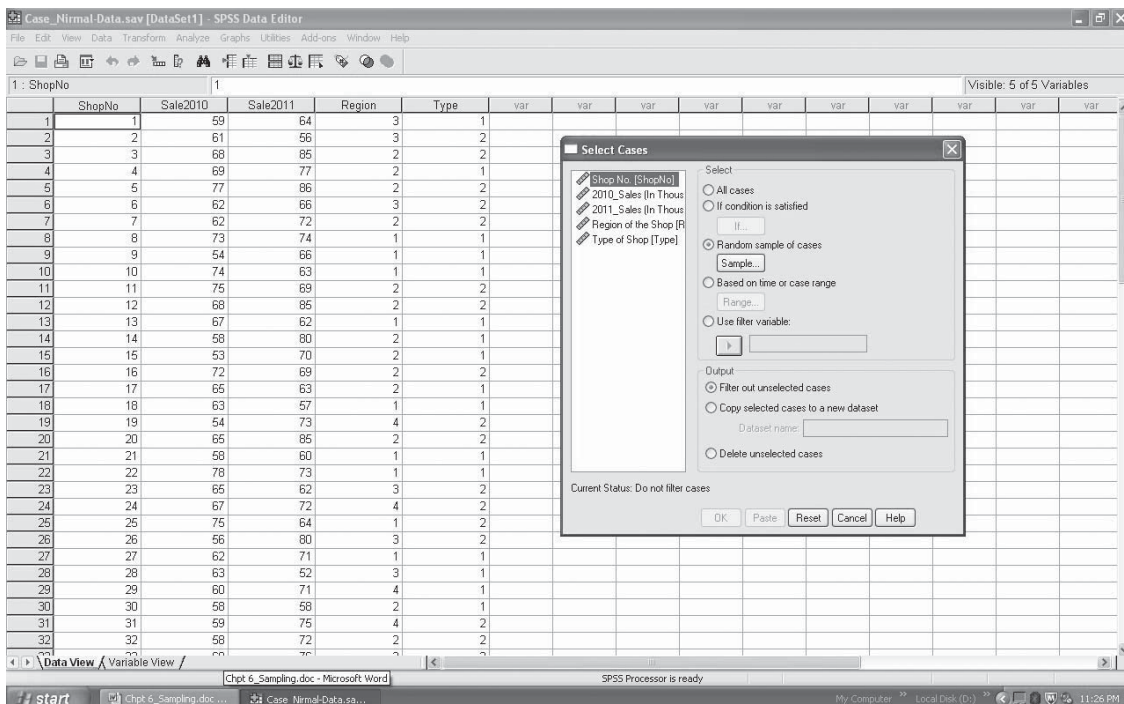 Case_Nirmal-Data.sav [DataSet1] - SPSS Data Editor
File Edit View Data Transform Analyze Graphs Utilities Add-ons Window Help
1 : ShopNo 1 Visible: 5 of 5 Variables
ShopNo Sale2010 Sale2011 Region Type var var var var var var var var var var
1 1 59 64 3 1
2 2 61 56 3 2
3 3 68 85 2 2
4 4 69 77 2 1
5 5 77 86 2 2
6 6 62 66 3 2
7 7 62 72 2 2
8 8 73 74 1 1
9 9 54 66 1 1
10 10 74 63 1 1
11 11 75 69 2 2
12 12 68 85 2 2
13 13 67 62 1 1
14 14 58 80 2 1
15 15 53 70 2 1
16 16 72 69 2 2
17 17 65 63 2 1
18 18 63 57 1 1
19 19 54 73 4 2
20 20 65 85 2 2
21 21 58 60 1 1
22 22 78 73 1 1
23 23 65 62 3 2
24 24 67 72 4 2
25 25 75 64 1 2
26 26 56 80 3 2
27 27 62 71 1 1
28 28 63 52 3 1
29 29 60 71 4 1
30 30 58 58 2 1
31 31 59 75 4 2
32 32 58 72 2 2
Select Cases
Shop No. [ShopNo]
2010_Sales (In Thous
2011_Sales (In Thous
Region of the Shop [R
Type of Shop [Type]
Select
All cases
If condition is satisfied
If...
Random sample of cases
Sample...
Based on time or case range
Range...
Use filter variable:
Output
Filter out unselected cases
Copy selected cases to a new dataset
Dataset name:
Delete unselected cases
Current Status: Do not filter cases
OK Paste Reset Cancel Help
Data View Variable View
Chpt 6_Sampling.doc - Microsoft Word
SPSS Processor is ready
start Chpt 6_Sampling.doc ... Case_Nirmal-Data.sa... My Computer Local Disk (D:) 11:26 PM